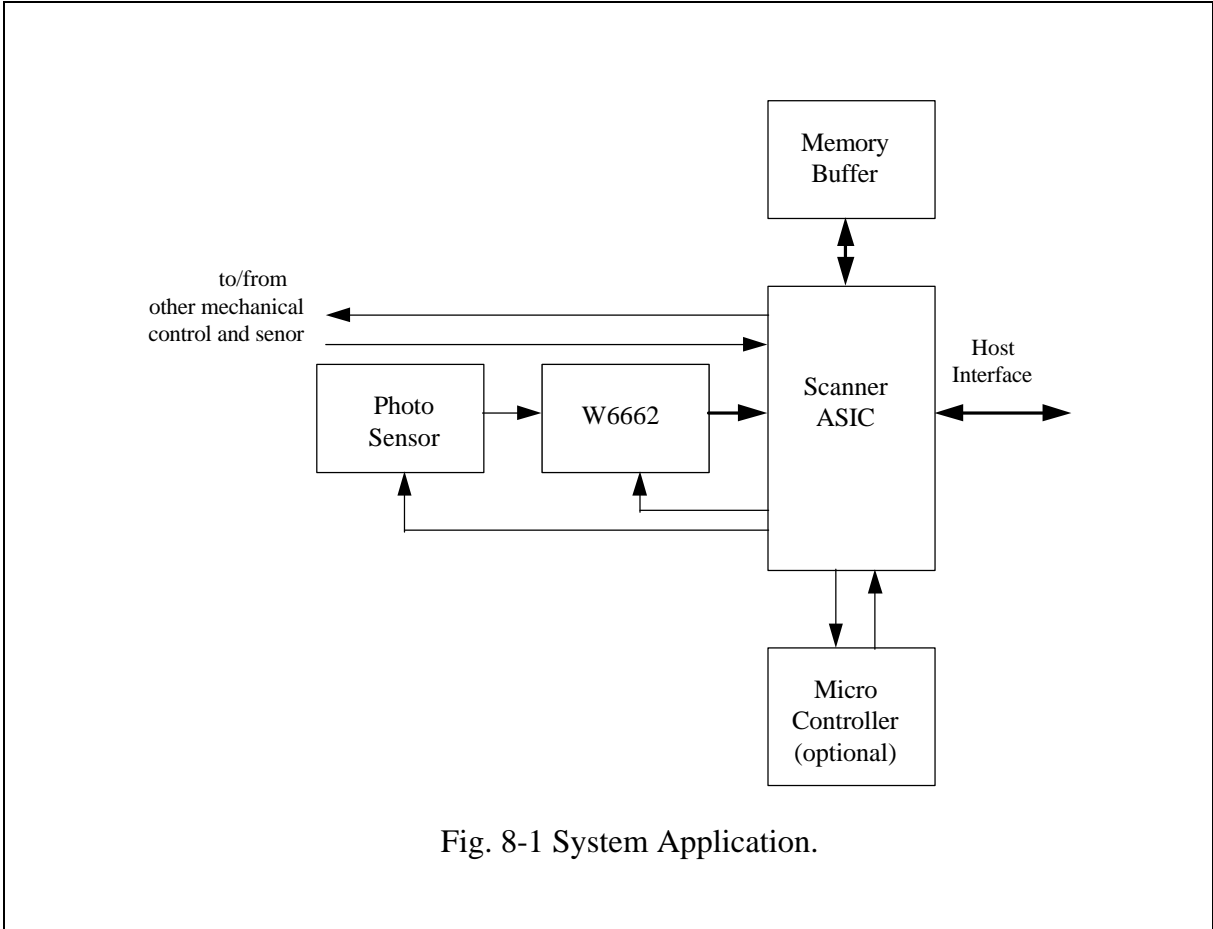 Memory
Buffer
to/from
other mechanical
control and senor
Host
Interface
Scanner
ASIC
Photo
Sensor
W6662
Micro
Controller
(optional)
Fig. 8-1 System Application.